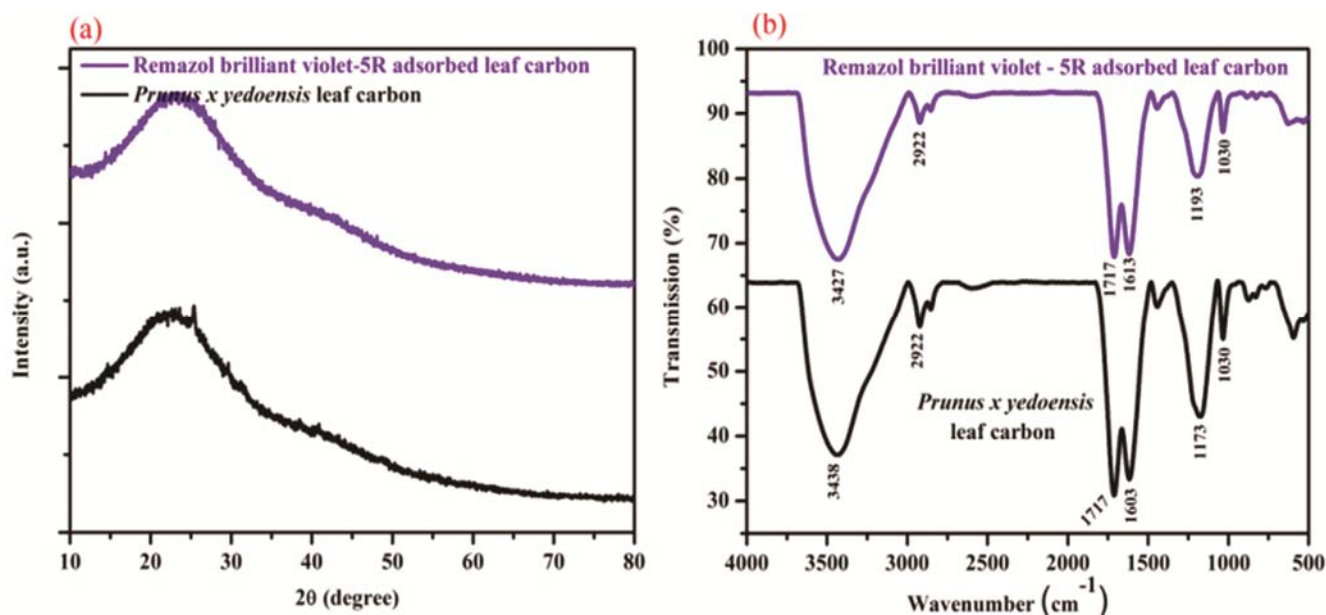 (a)
Remazol brilliant violet-5R adsorbed leaf carbon
Prunus x yedoensis leaf carbon
Intensity (a.u.)
10 20 30 40 50 60 70 80
2θ (degree)
(b)
Remazol brilliant violet - 5R adsorbed leaf carbon
100
90
80
70
60
50
40
30
Transmission (%)
2922
1030
1193
3427
1717
1613
2922
1030
Prunus x yedoensis
leaf carbon
1173
3438
1717
1603
4000 3500 3000 2500 2000 1500 1000 500
Wavenumber (cm⁻¹)